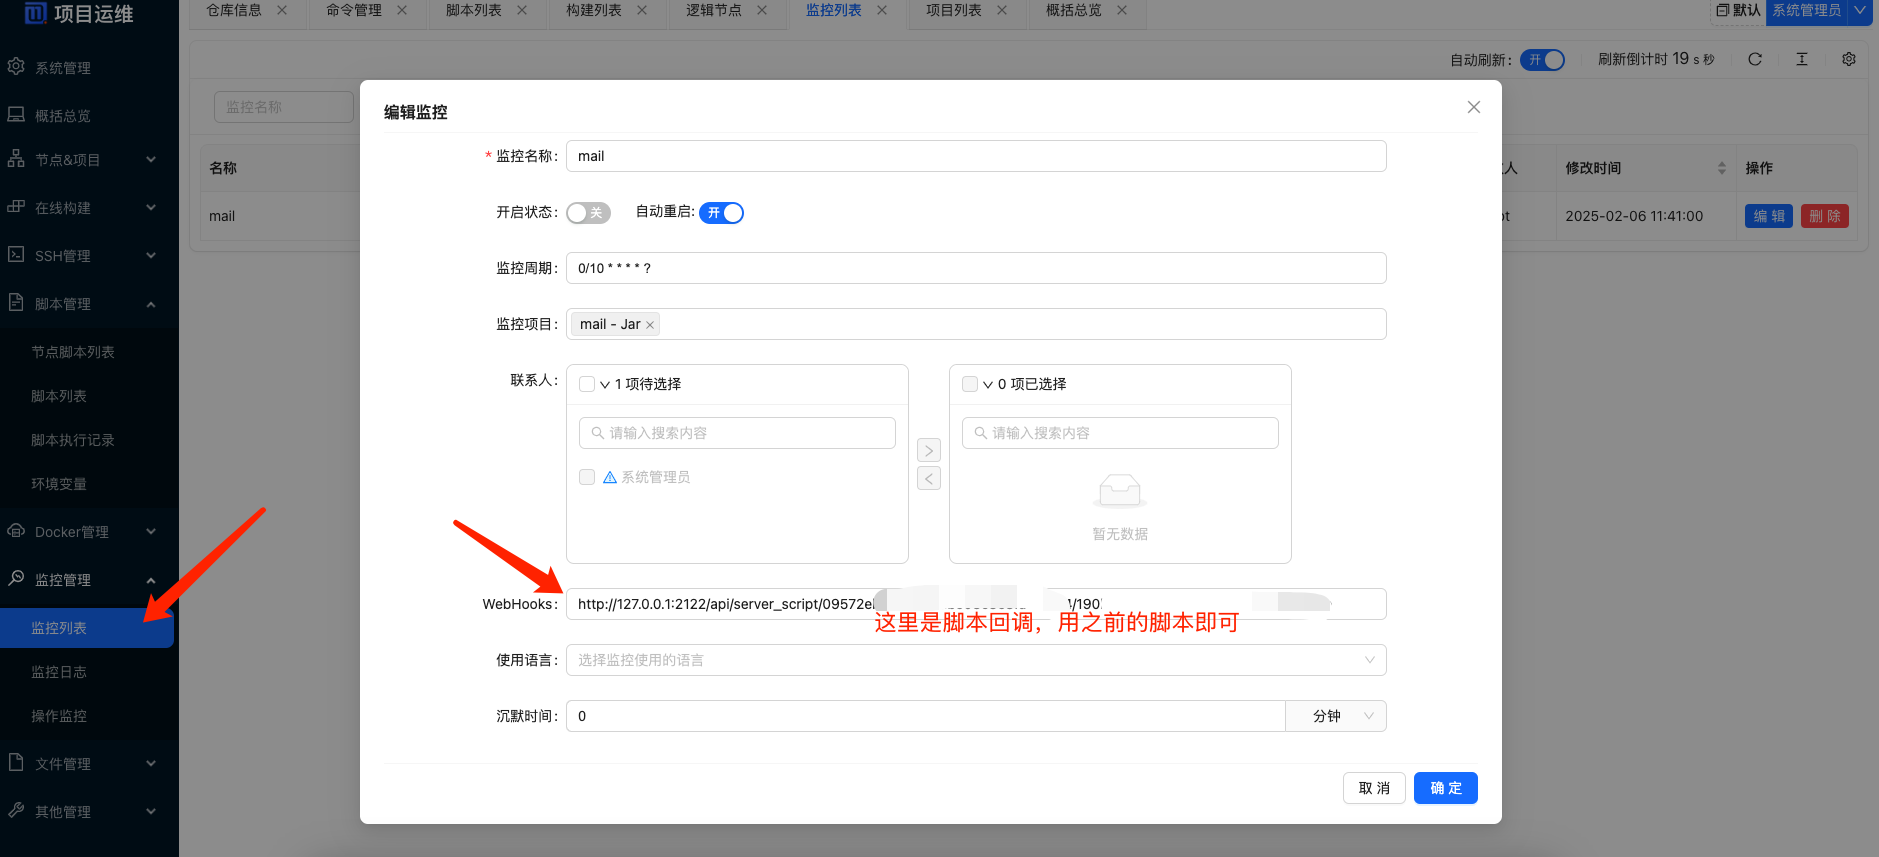 项目运维
仓库信息
命令管理
脚本列表
构建列表
逻辑节点
监控列表
项目列表
概括总览
默认
系统管理员
系统管理
概括总览
节点&项目
在线构建
SSH管理
脚本管理
节点脚本列表
脚本列表
脚本执行记录
环境变量
Docker管理
监控管理
监控列表
监控日志
操作监控
文件管理
其他管理
自动刷新: 开 刷新倒计时 19 s 秒
监控名称
名称
修改时间
操作
mail
2025-02-06 11:41:00
编 辑
删 除
编辑监控
* 监控名称: mail
开启状态: 关 自动重启: 开
监控周期: 0/10 * * * * ?
监控项目: mail - Jar
联系人: 1 项待选择
0 项已选择
请输入搜索内容
请输入搜索内容
系统管理员
暂无数据
WebHooks: http://127.0.0.1:2122/api/server_script/09572e
/190
这里是脚本回调，用之前的脚本即可
使用语言: 选择监控使用的语言
沉默时间: 0 分钟
取 消
确 定